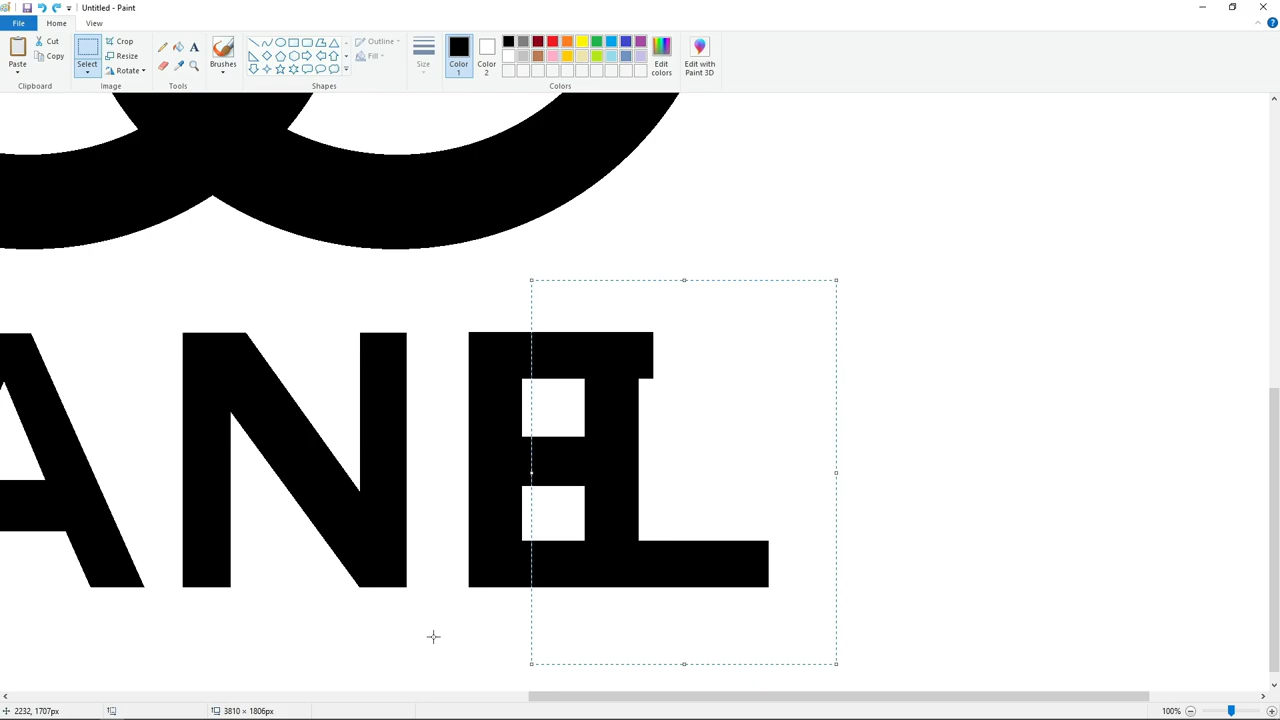 Untitled - Paint
File Home View
Paste
Cut
Copy
Clipboard
Select
Crop
Resize
Rotate
Image
Tools
Brushes
Outline
Fill
Shapes
Size
Color 1
Color 2
Edit colors
Colors
Edit with Paint 3D
ANEL
2232, 1707px
3810 × 1806px
100%